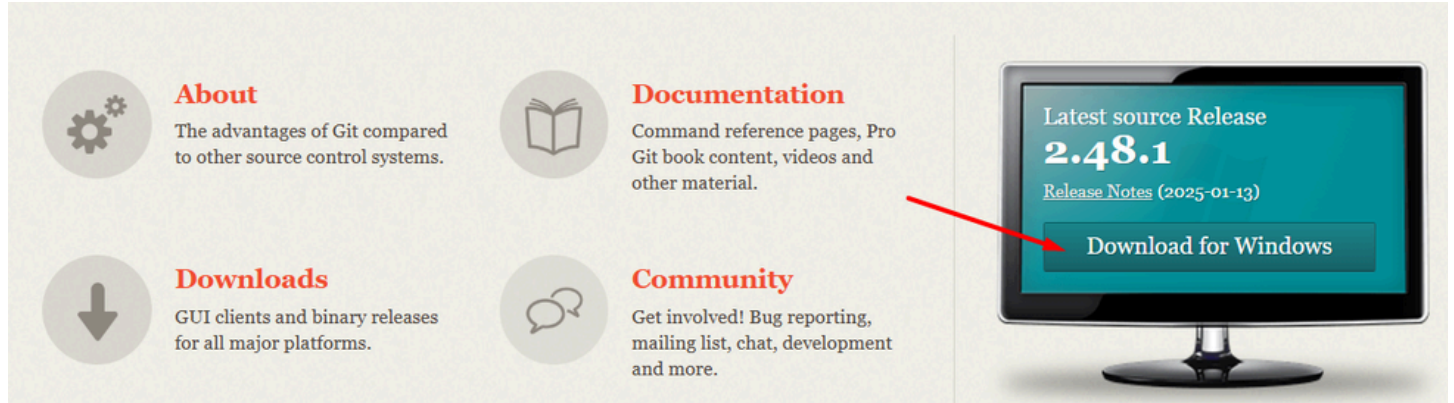 About
The advantages of Git compared
to other source control systems.
Documentation
Command reference pages, Pro
Git book content, videos and
other material.
Downloads
GUI clients and binary releases
for all major platforms.
Community
Get involved! Bug reporting,
mailing list, chat, development
and more.
Latest source Release
2.48.1
Release Notes (2025-01-13)
Download for Windows